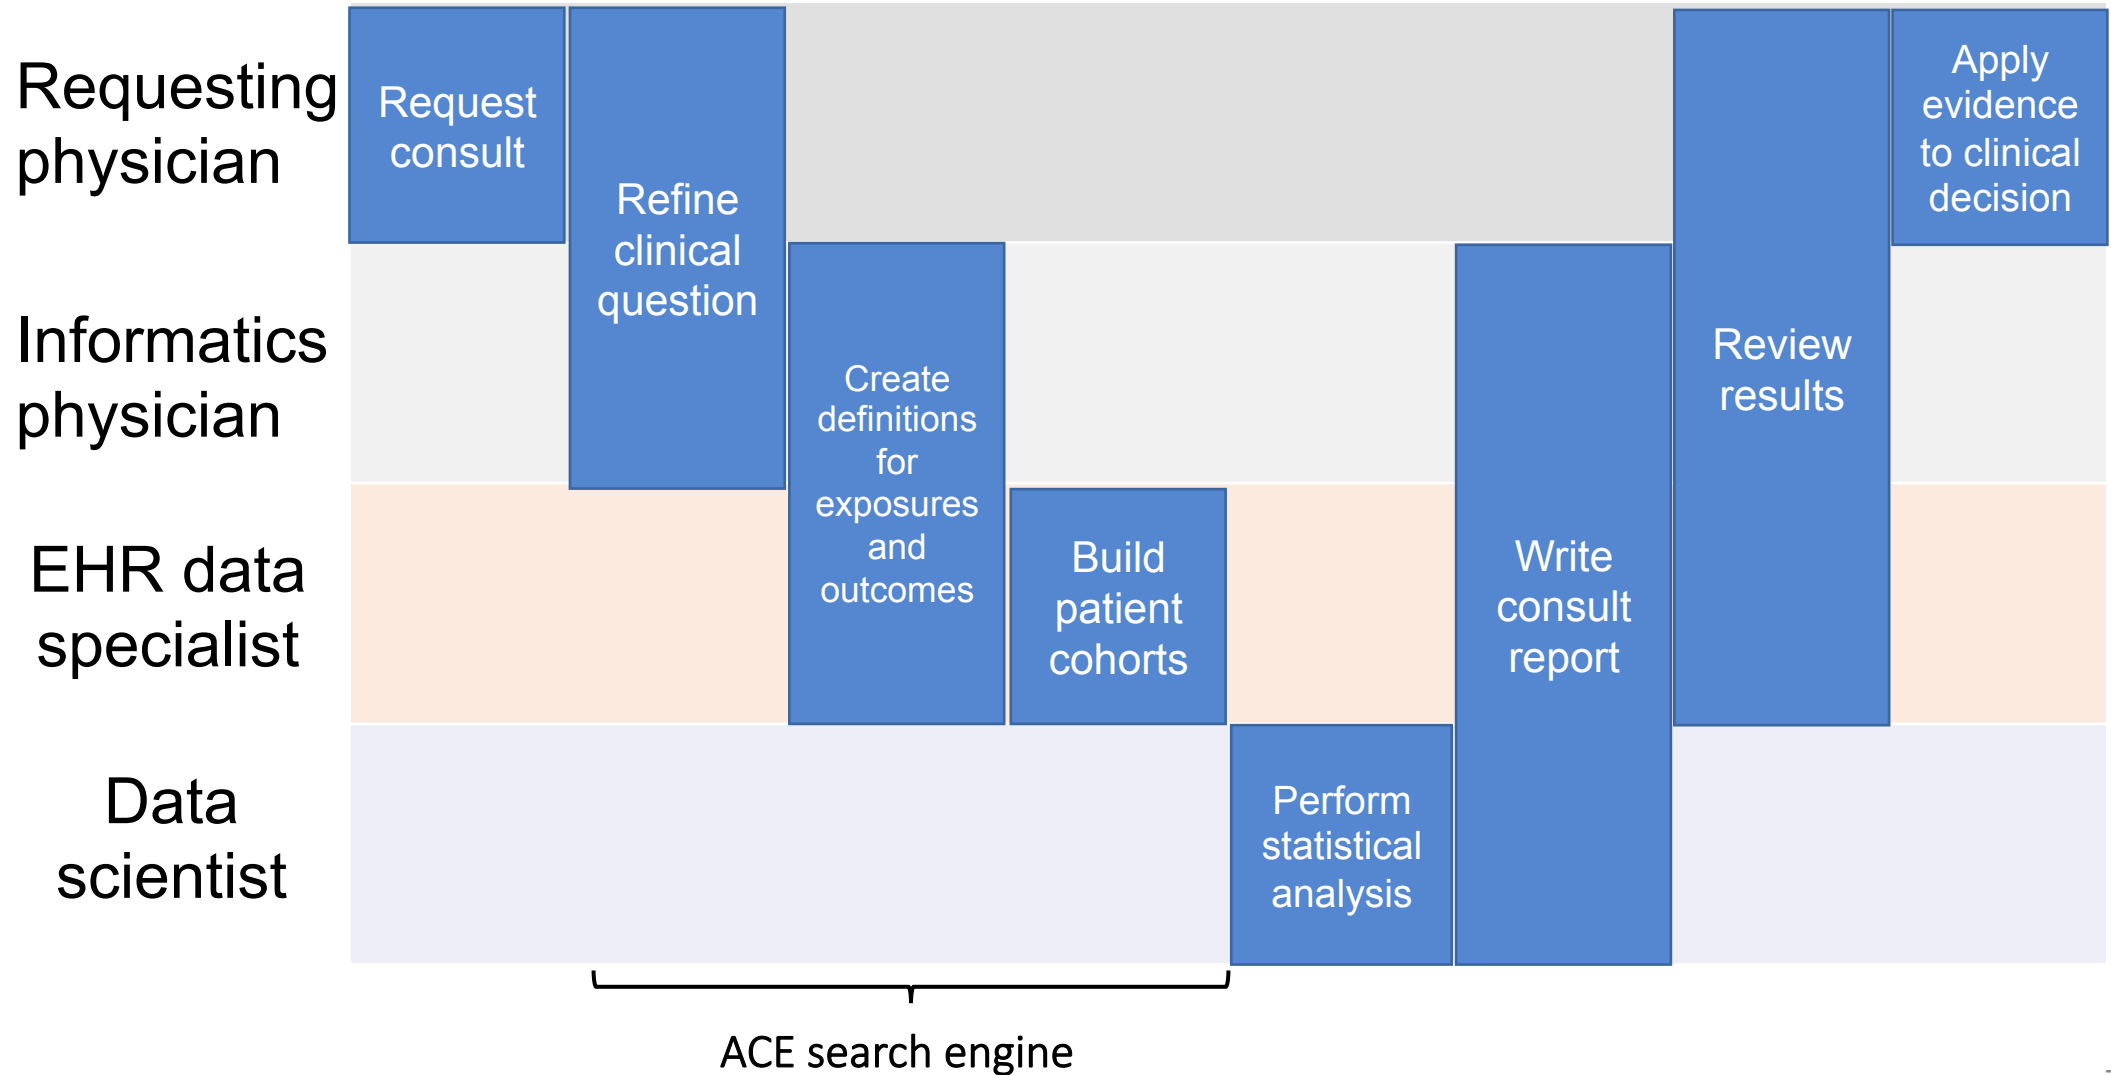 Requesting
physician
Informatics
physician
EHR data
specialist
Data
scientist
Request
consult
Refine
clinical
question
Create
definitions
for
exposures
and
outcomes
Build
patient
cohorts
Perform
statistical
analysis
Write
consult
report
Review
results
Apply
evidence
to clinical
decision
ACE search engine